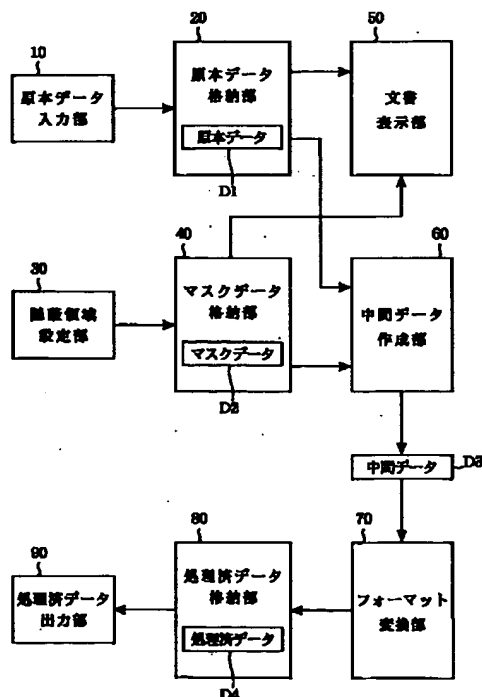 10
原本データ
入力部
20
原本データ
格納部
原本データ
D1
50
文書
表示部
30
隠蔽領域
設定部
40
マスクデータ
格納部
マスクデータ
D2
60
中間データ
作成部
中間データ
D3
90
処理済データ
出力部
80
処理済データ
格納部
処理済データ
D4
70
フォーマット
変換部